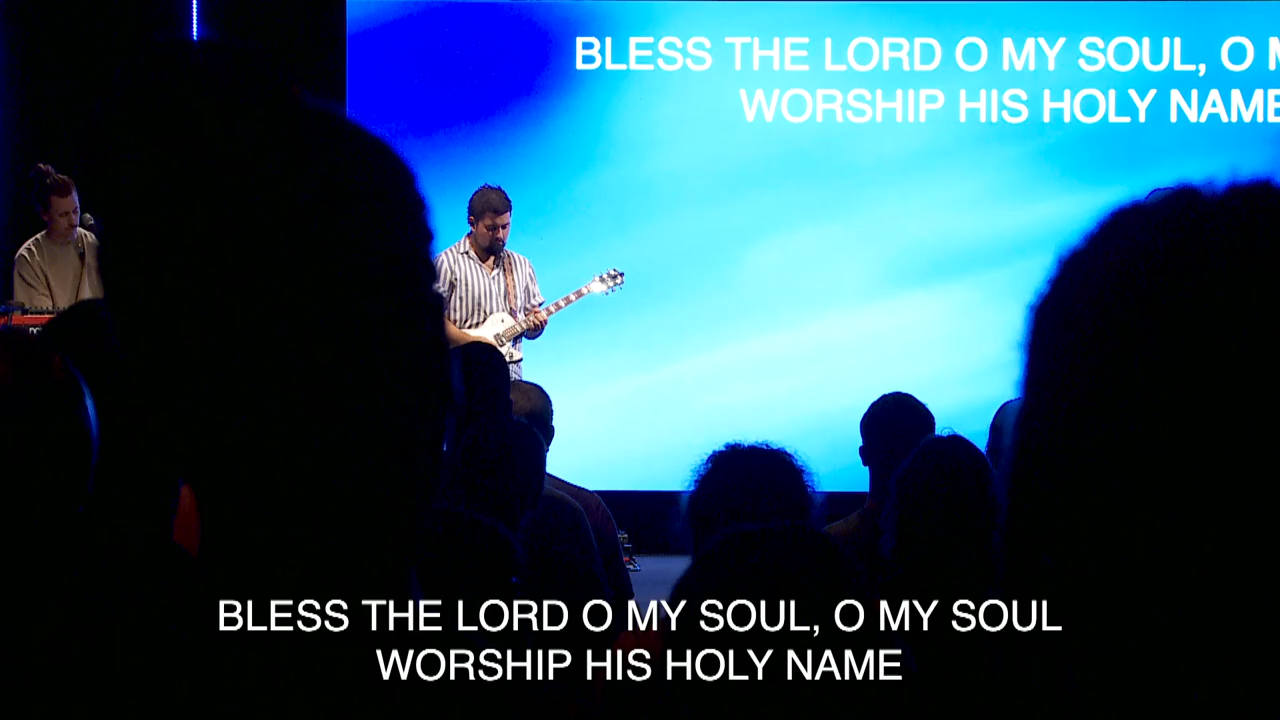 BLESS THE LORD O MY SOUL, O M
WORSHIP HIS HOLY NAME
BLESS THE LORD O MY SOUL, O MY SOUL
WORSHIP HIS HOLY NAME